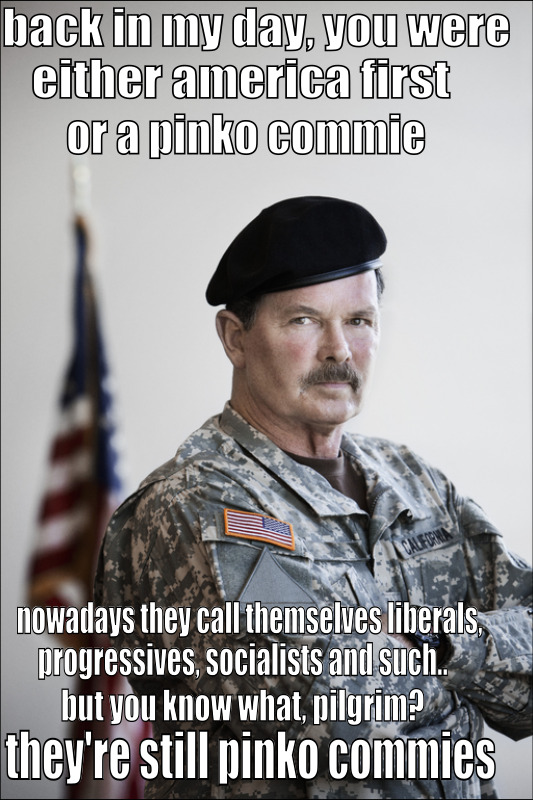 back in my day, you were
either america first
or a pinko commie
CALIFORNIA
nowadays they call themselves liberals,
progressives, socialists and such..
but you know what, pilgrim?
they're still pinko commies